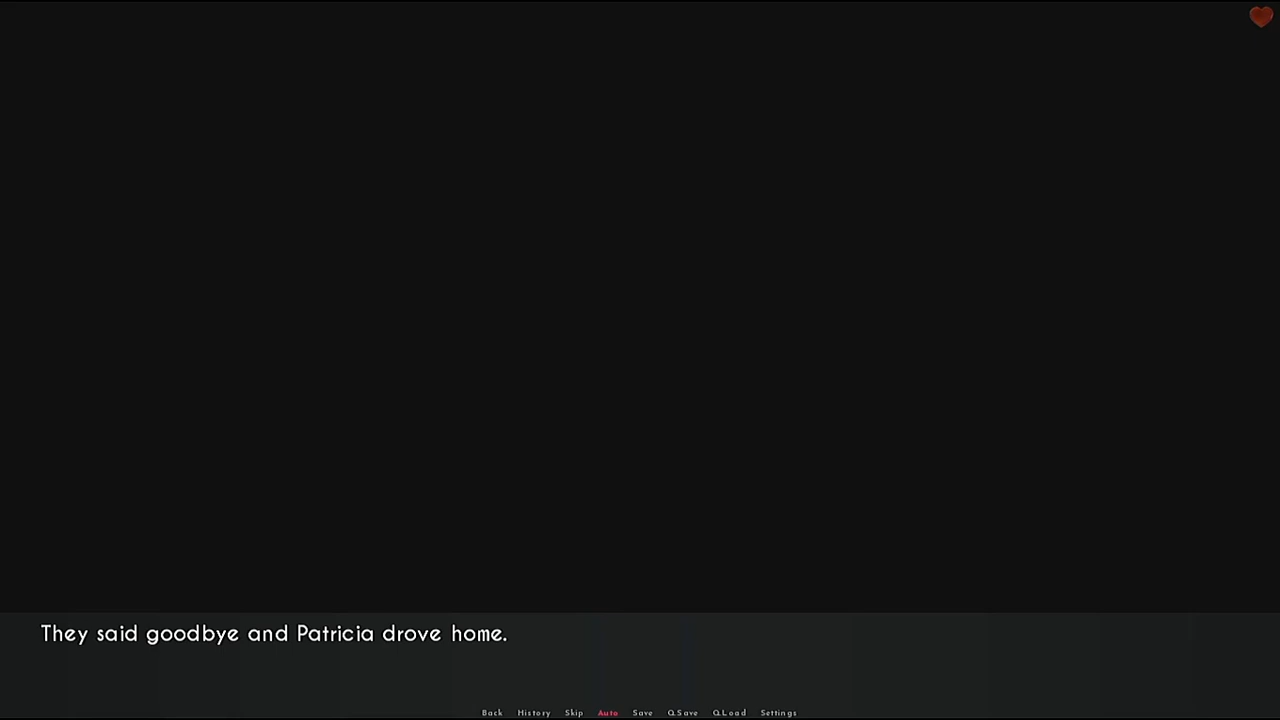 They said goodbye and Patricia drove home.
Back History Skip Auto Save Q.Save Q.Load Settings